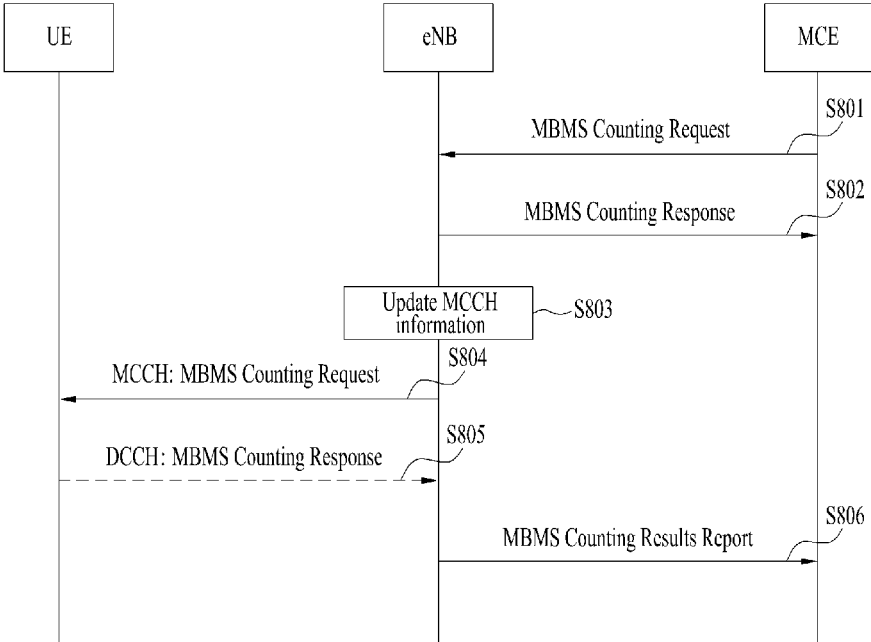 UE
eNB
MCE
S801
MBMS Counting Request
S802
MBMS Counting Response
Update MCCH
information
S803
S804
MCCH: MBMS Counting Request
S805
DCCH: MBMS Counting Response
S806
MBMS Counting Results Report